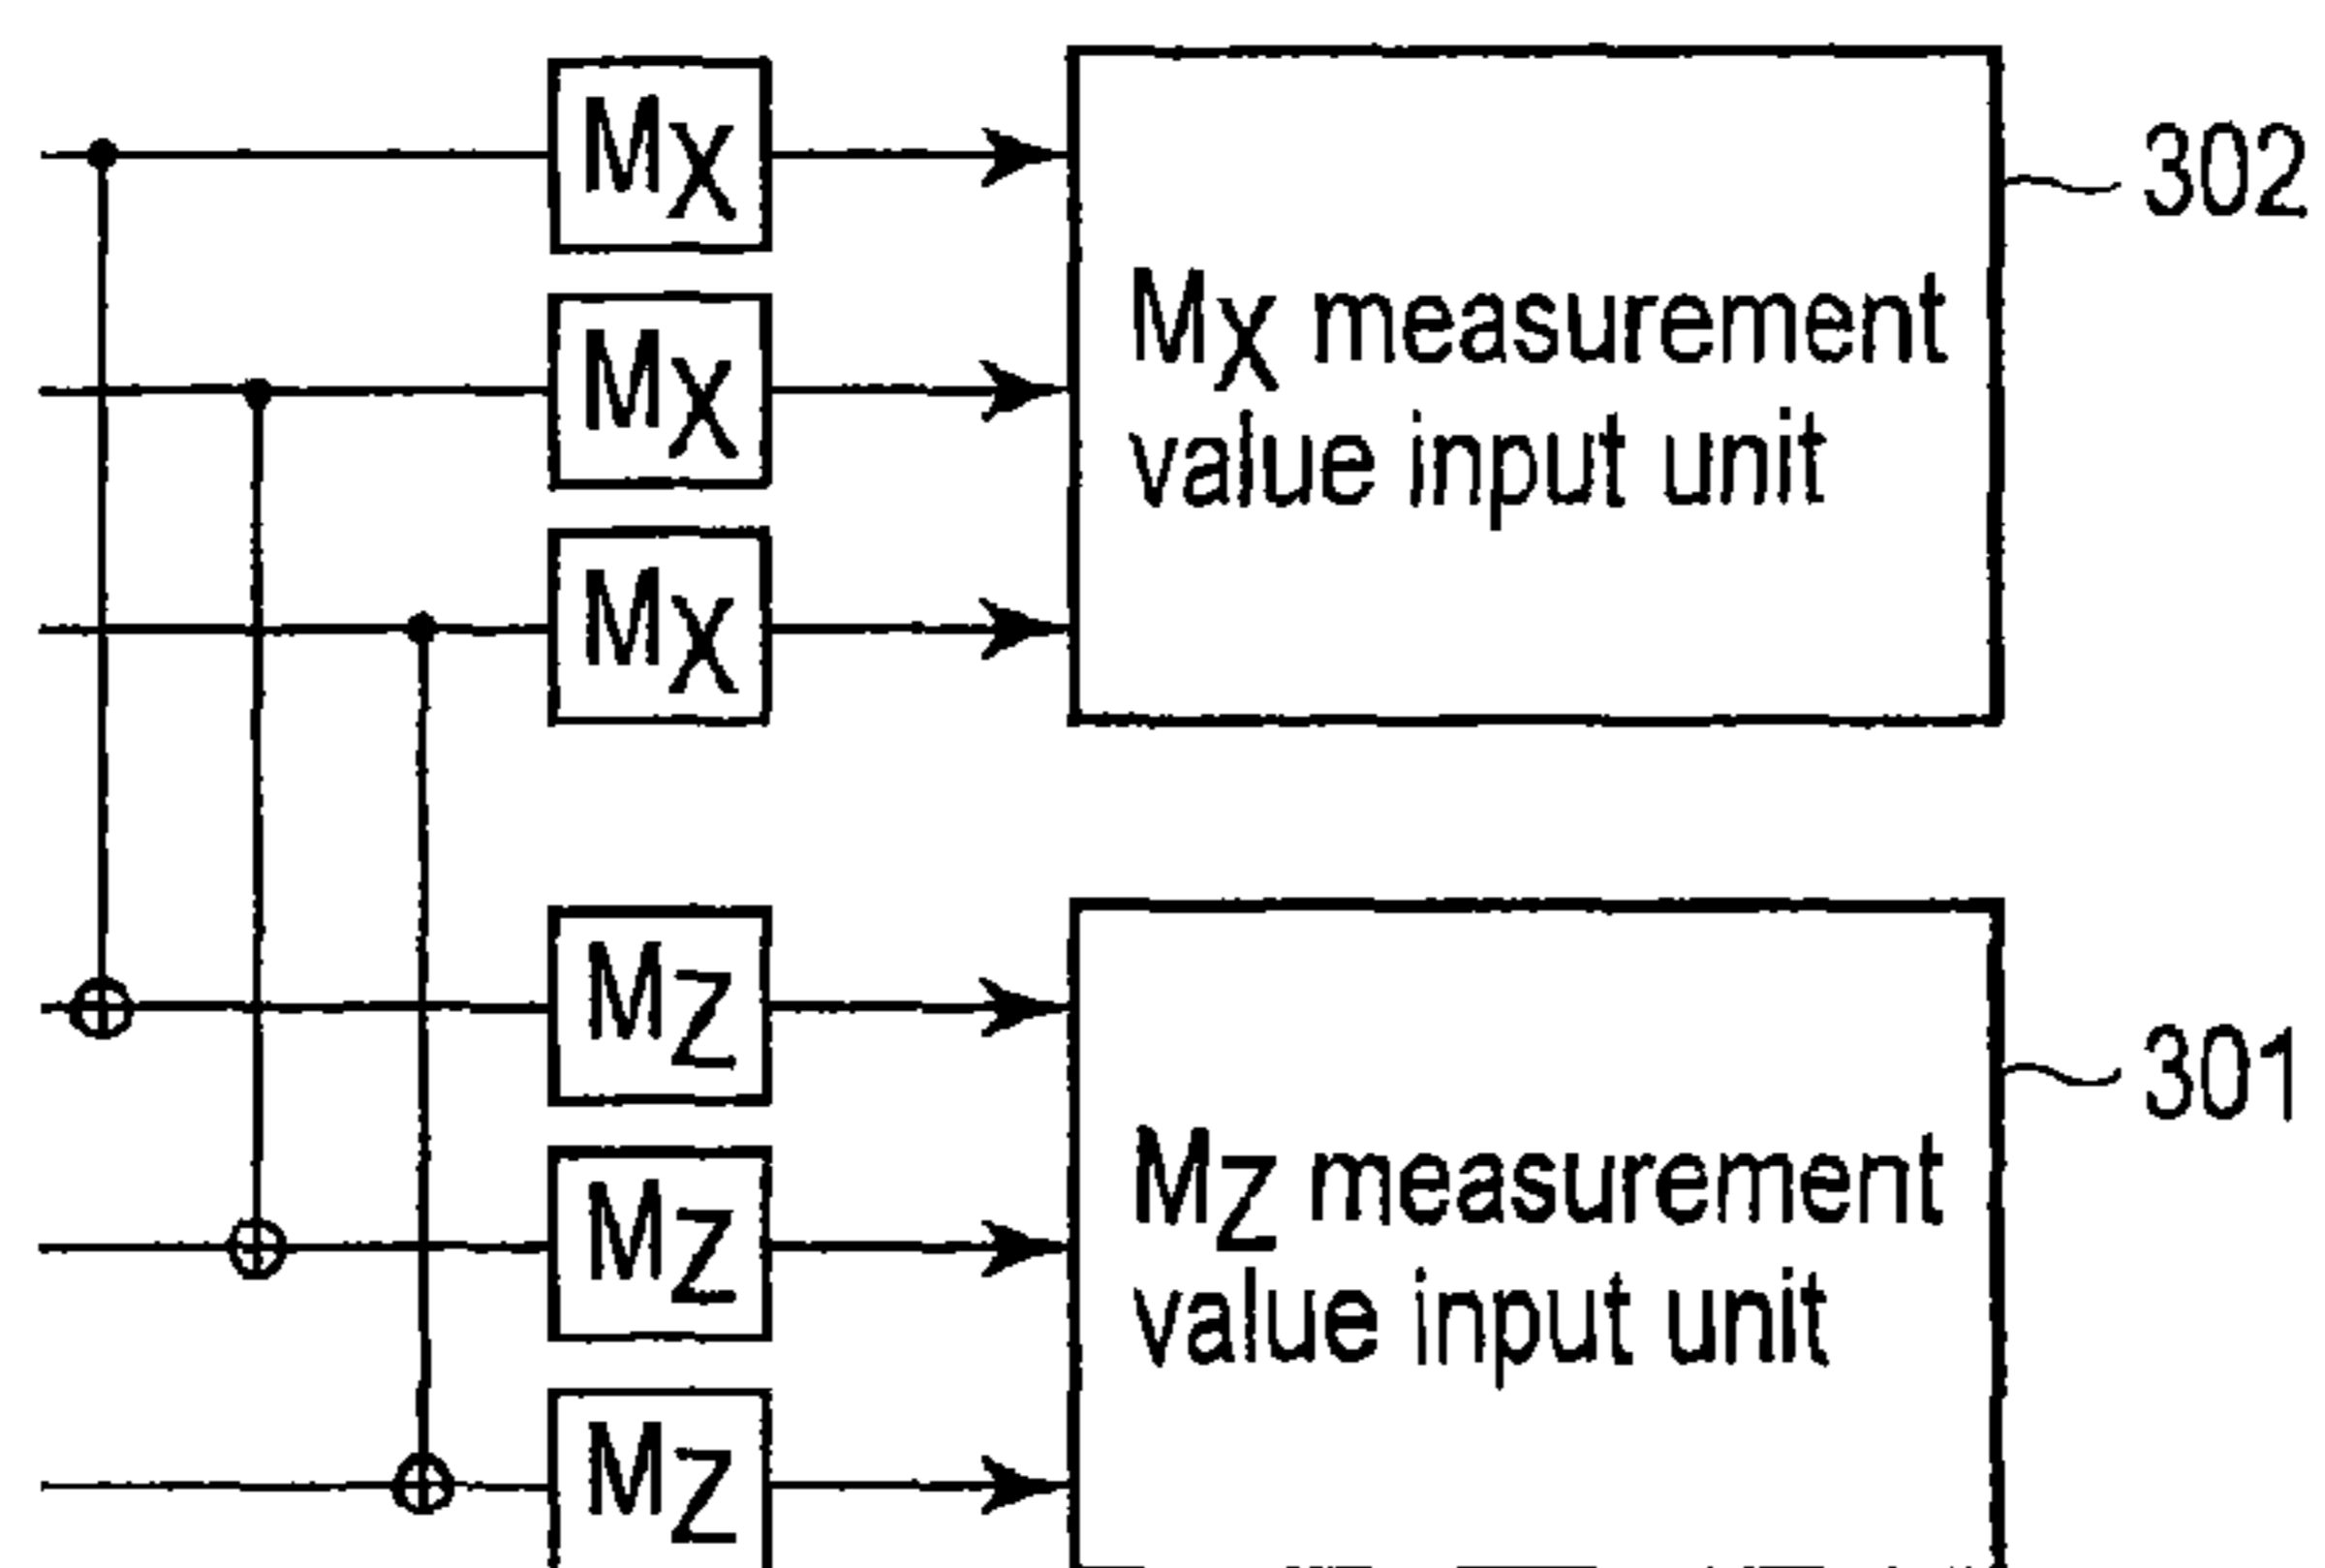 MX
302
MX
MX measurement
value input unit
MX
MZ
301
MZ
MZ measurement
value input unit
MZ